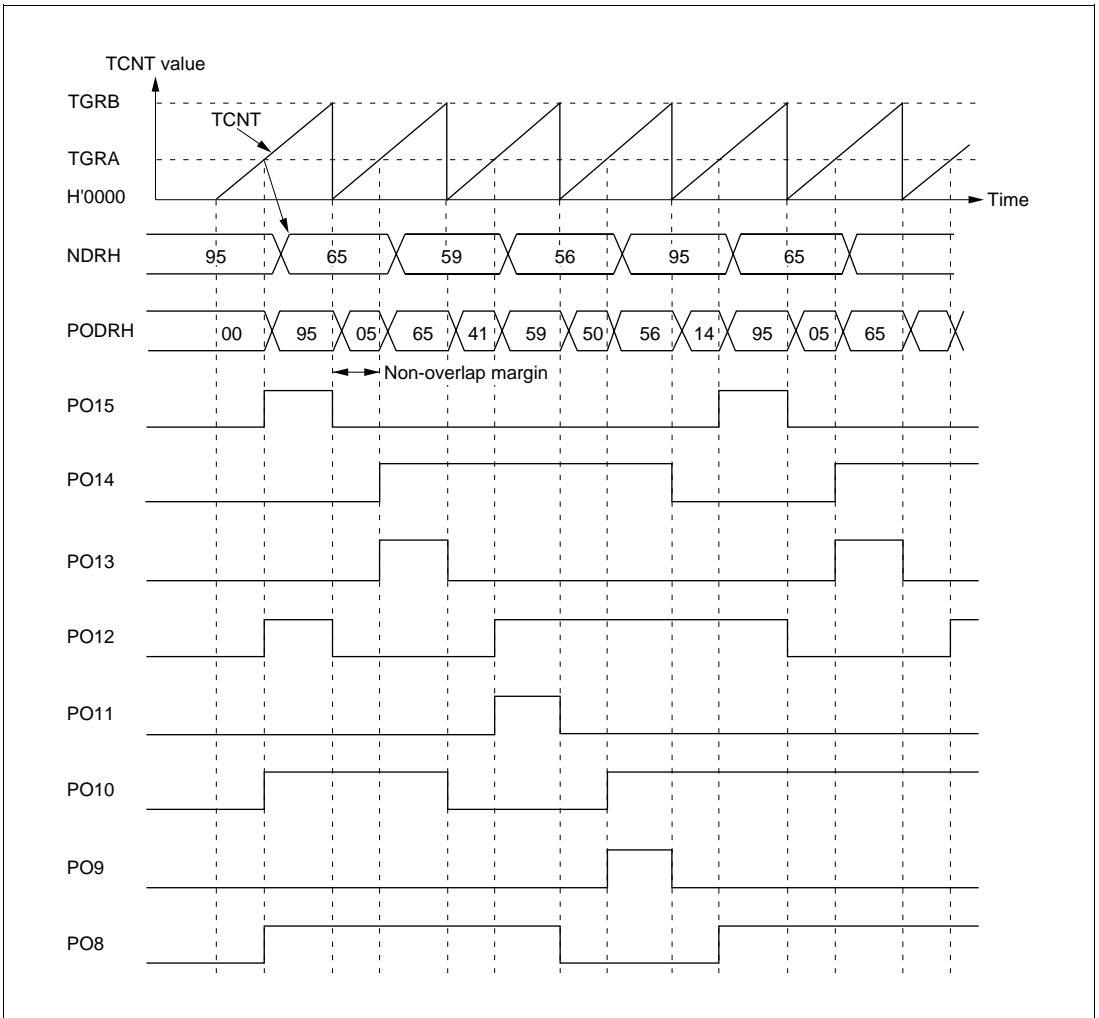 TCNT value
TGRB
TCNT
TGRA
H'0000
Time
NDRH 95 65 59 56 95 65
PODRH 00 95 05 65 41 59 50 56 14 95 05 65
Non-overlap margin
PO15
PO14
PO13
PO12
PO11
PO10
PO9
PO8